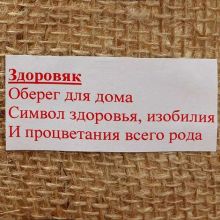 Здоровяк
Оберег для дома
Символ здоровья, изобилия
И процветания всего рода